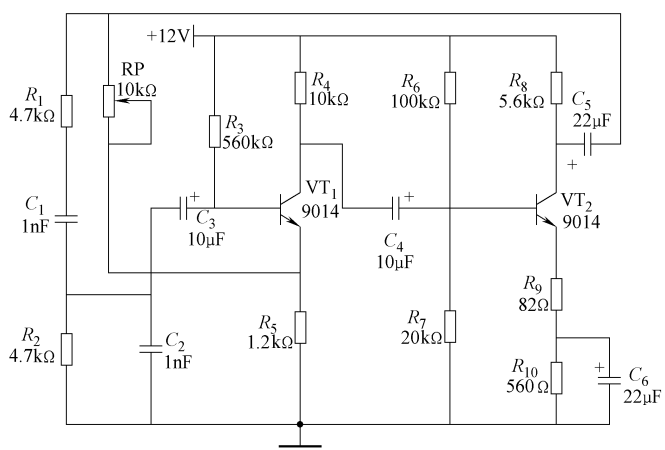 +12V
RP
10kΩ
R1
4.7kΩ
R3
560kΩ
R4
10kΩ
R6
100kΩ
R8
5.6kΩ
C5
22μF
+
C1
1nF
+
C3
10μF
VT1
9014
+
C4
10μF
VT2
9014
R2
4.7kΩ
C2
1nF
R5
1.2kΩ
R7
20kΩ
R9
82Ω
R10
560Ω
+
C6
22μF